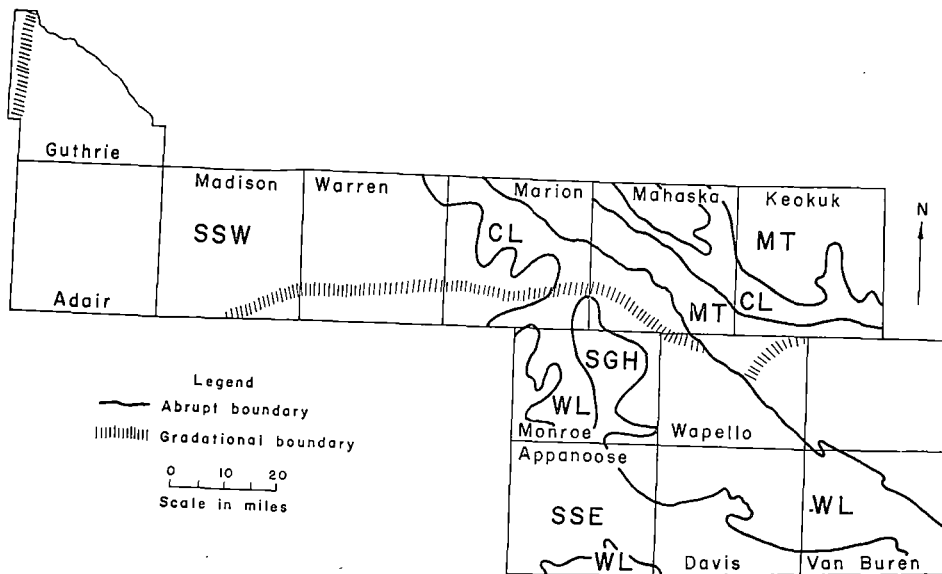 Guthrie
Madison Warren Marion Mahaska Keokuk
N
SSW CL MT
Adair MT CL
SGH
Legend
Abrupt boundary
WL
Gradational boundary
Monroe Wapello
Appanoose
0 10 20
Scale in miles
SSE WL
WL Davis Van Buren